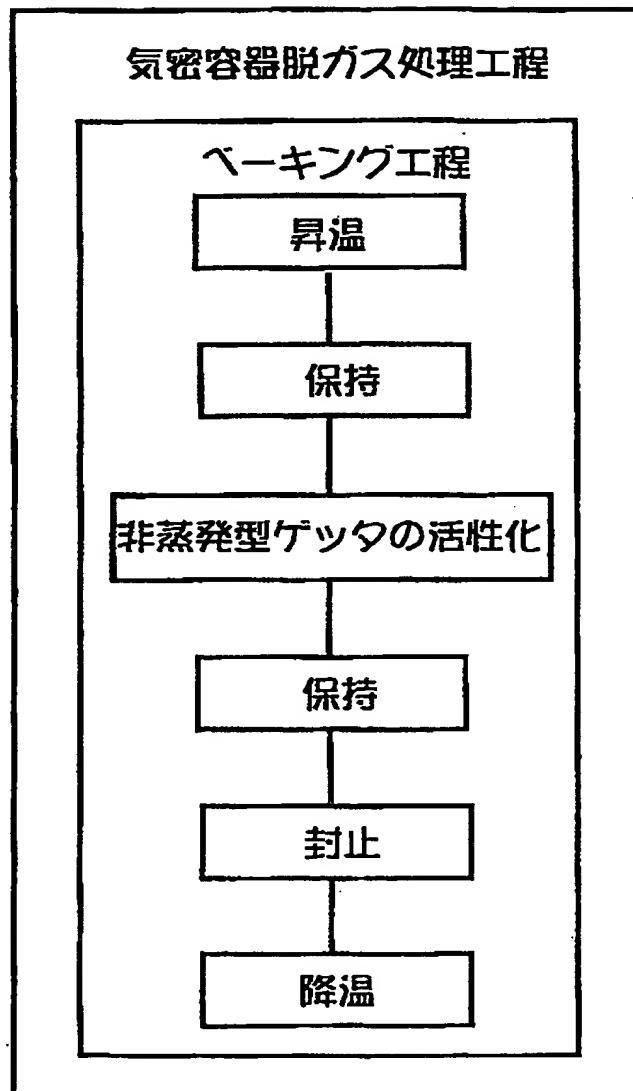 気密容器脱ガス処理工程
ベーキング工程
昇温
保持
非蒸発型ゲッタの活性化
保持
封止
降温